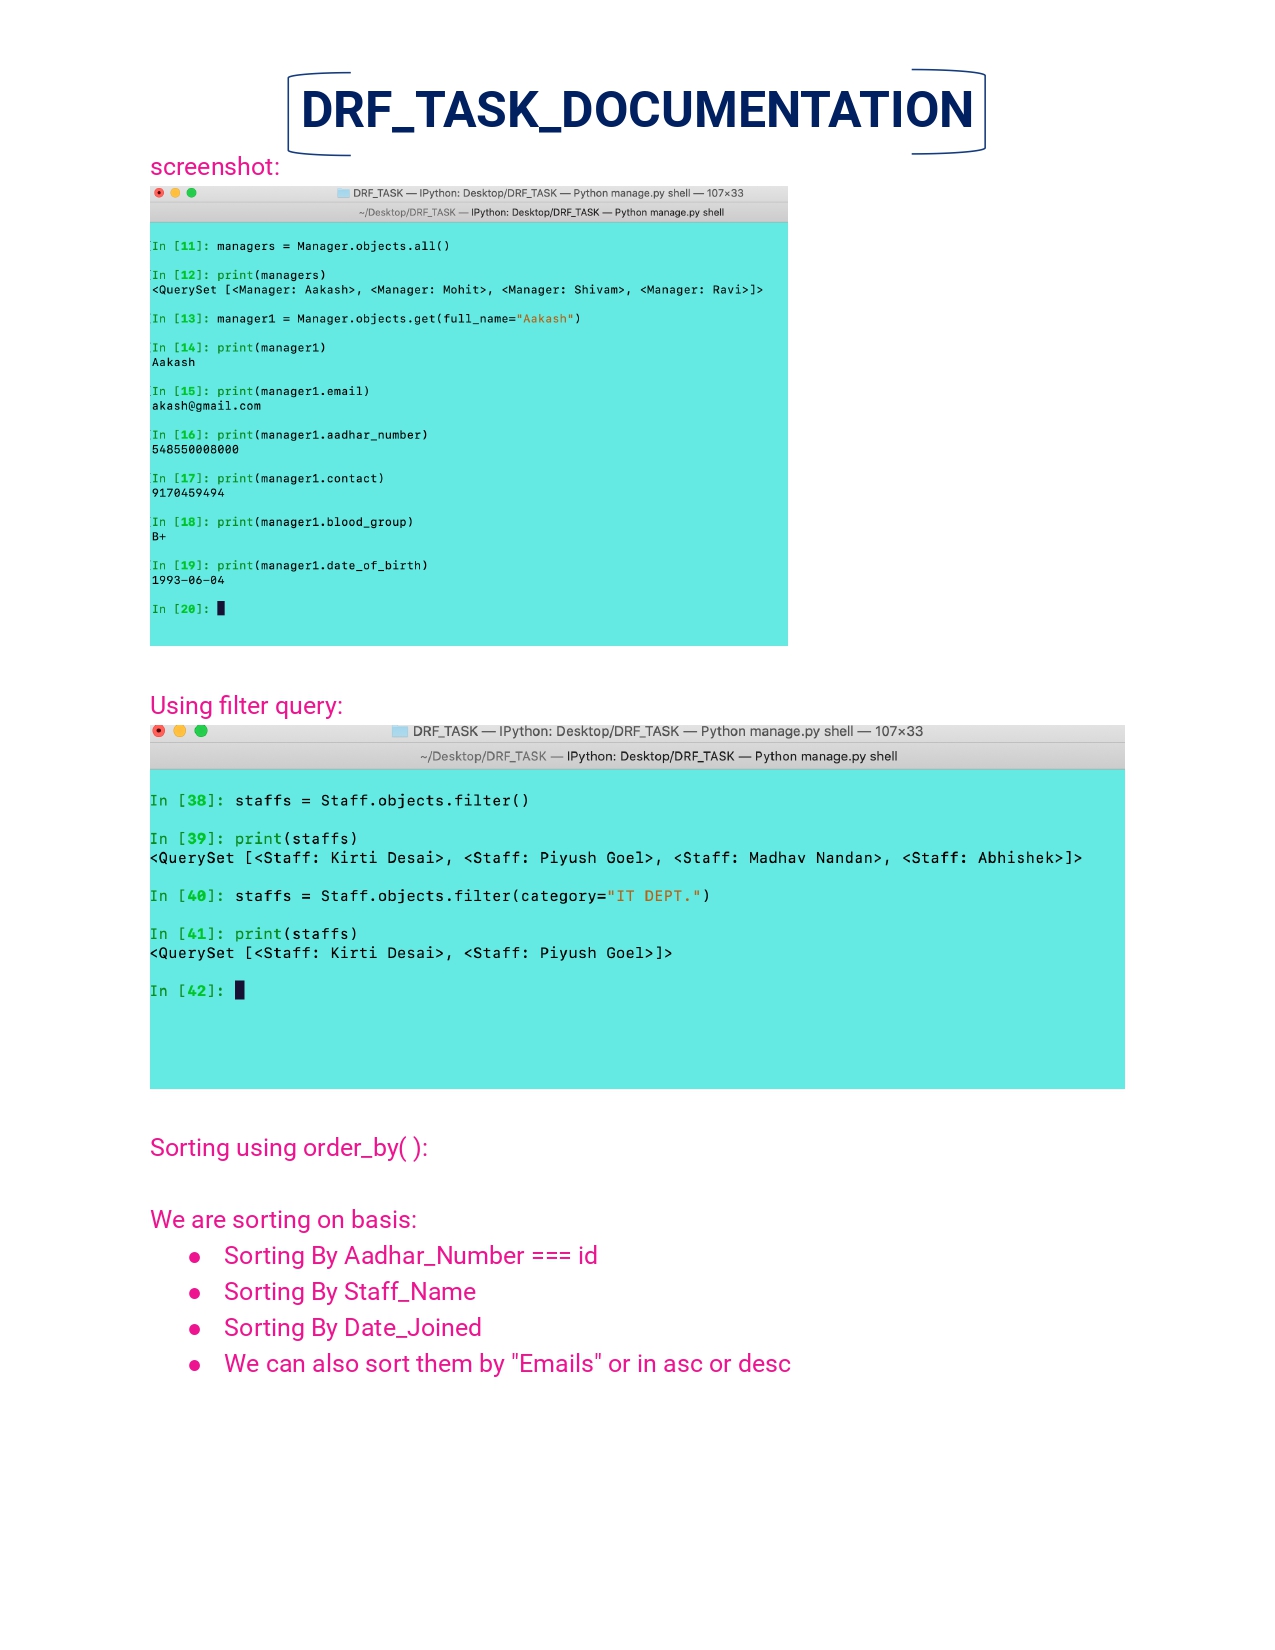 DRF_TASK_DOCUMENTATION
screenshot:
DRF_TASK — IPython: Desktop/DRF_TASK — Python manage.py shell — 107×33
~/Desktop/DRF_TASK — IPython: Desktop/DRF_TASK — Python manage.py shell
In [11]: managers = Manager.objects.all()
In [12]: print(managers)
<QuerySet [<Manager: Aakash>, <Manager: Mohit>, <Manager: Shivam>, <Manager: Ravi>]>
In [13]: manager1 = Manager.objects.get(full_name="Aakash")
In [14]: print(manager1)
Aakash
In [15]: print(manager1.email)
akash@gmail.com
In [16]: print(manager1.aadhar_number)
548550008000
In [17]: print(manager1.contact)
9170459494
In [18]: print(manager1.blood_group)
B+
In [19]: print(manager1.date_of_birth)
1993-06-04
In [20]:
Using filter query:
DRF_TASK — IPython: Desktop/DRF_TASK — Python manage.py shell — 107×33
~/Desktop/DRF_TASK — IPython: Desktop/DRF_TASK — Python manage.py shell
In [38]: staffs = Staff.objects.filter()
In [39]: print(staffs)
<QuerySet [<Staff: Kirti Desai>, <Staff: Piyush Goel>, <Staff: Madhav Nandan>, <Staff: Abhishek>]>
In [40]: staffs = Staff.objects.filter(category="IT DEPT.")
In [41]: print(staffs)
<QuerySet [<Staff: Kirti Desai>, <Staff: Piyush Goel>]>
In [42]:
Sorting using order_by( ):
We are sorting on basis:
● Sorting By Aadhar_Number === id
● Sorting By Staff_Name
● Sorting By Date_Joined
● We can also sort them by "Emails" or in asc or desc